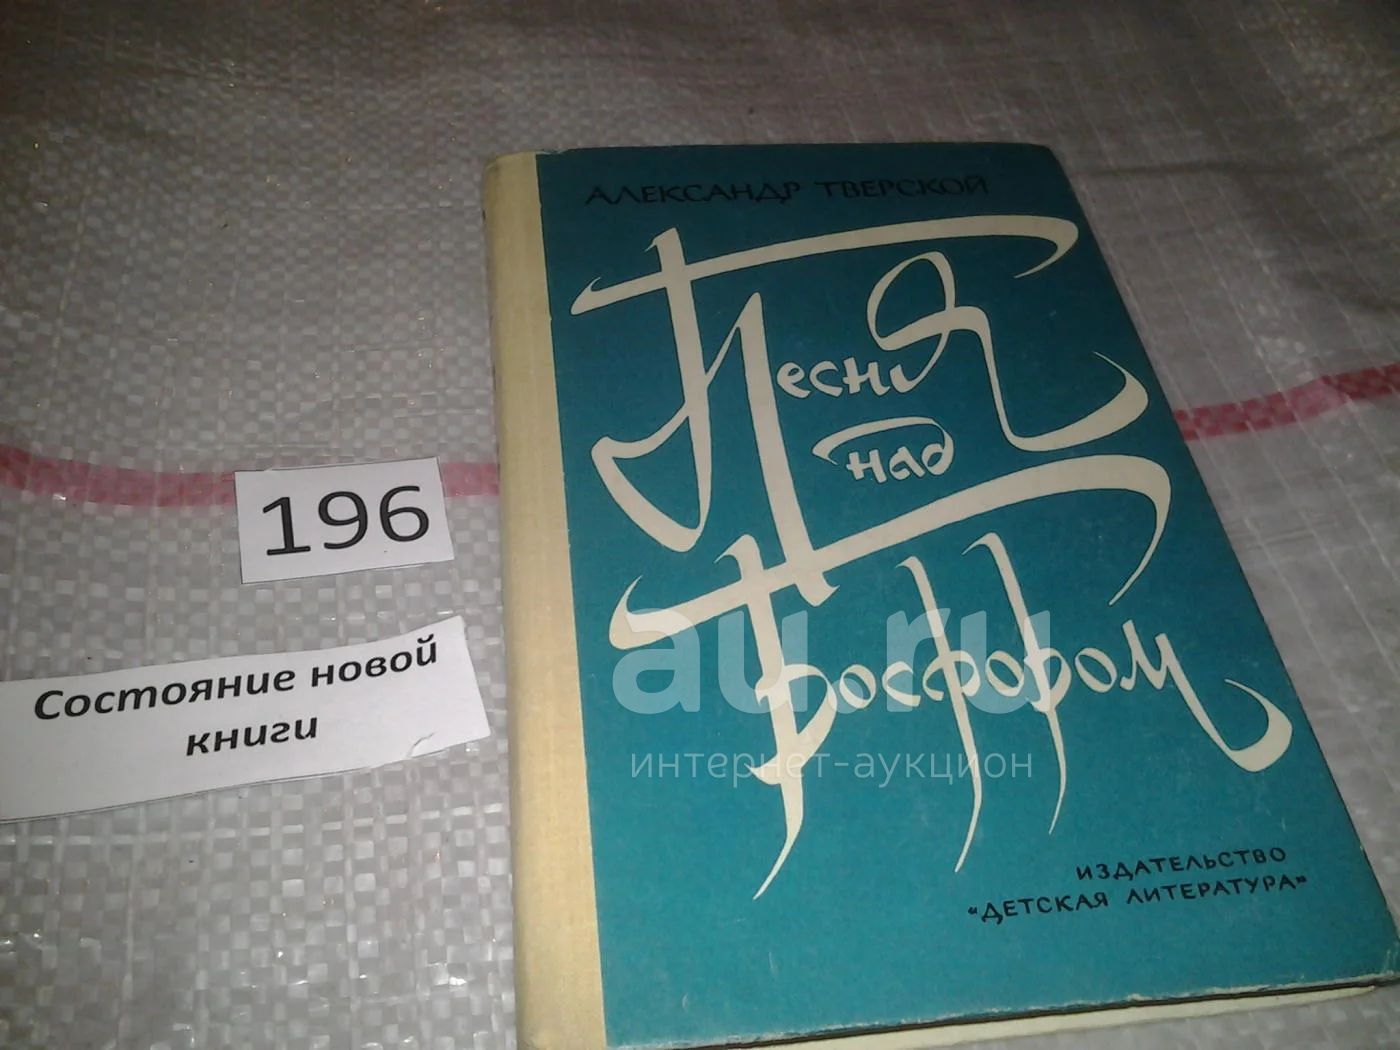 АЛЕКСАНДР ТВЕРСКОЙ
Песня
над
Босфором
ИЗДАТЕЛЬСТВО
«ДЕТСКАЯ ЛИТЕРАТУРА»
196
Состояние новой
книги
au.ru
интернет-аукцион